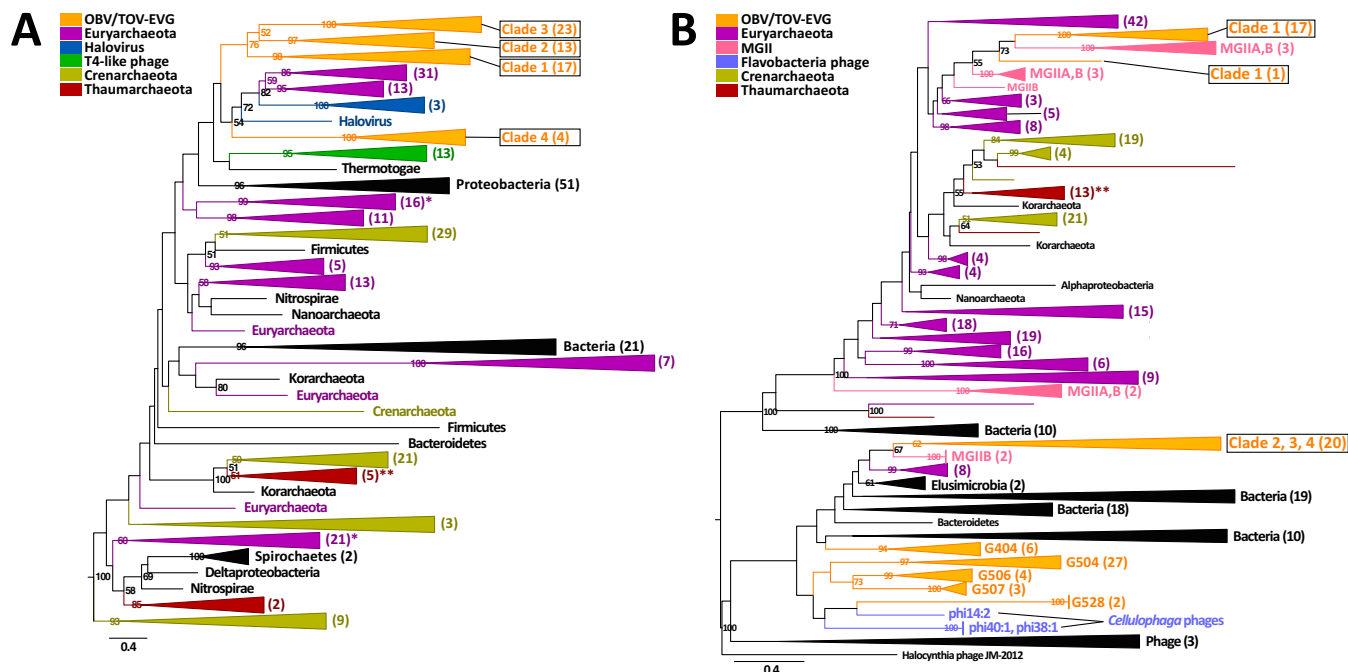 A
OBV/TOV-EVG
Euryarchaeota
Halovirus
T4-like phage
Crenarchaeota
Thaumarchaeota
100
52
Clade 3 (23)
76
97
Clade 2 (13)
98
Clade 1 (17)
86
(31)
59
95
(13)
82
72
100
(3)
54
Halovirus
100
Clade 4 (4)
95
(13)
Thermotogae
96
Proteobacteria (51)
99
(16)*
98
(11)
51
(29)
51
Firmicutes
93
(5)
58
(13)
Nitrospirae
Nanoarchaeota
Euryarchaeota
96
Bacteria (21)
100
(7)
Korarchaeota
80
Euryarchaeota
Crenarchaeota
Firmicutes
Bacteroidetes
50
(21)
51
51
(5)**
100
Korarchaeota
Euryarchaeota
(3)
60
(21)*
100
Spirochaetes (2)
100
69
Deltaproteobacteria
58
Nitrospirae
85
(2)
93
(9)
0.4
B
OBV/TOV-EVG
Euryarchaeota
MGII
Flavobacteria phage
Crenarchaeota
Thaumarchaeota
(42)
100
Clade 1 (17)
73
100
MGIIA,B (3)
55
Clade 1 (1)
100
MGIIA,B (3)
MGIIB
66
(3)
(5)
98
(8)
84
(19)
99
(4)
53
55
(13)**
Korarchaeota
51
(21)
64
Korarchaeota
98
(4)
93
(4)
Alphaproteobacteria
Nanoarchaeota
(15)
71
(18)
(19)
99
(16)
100
(6)
100
(9)
100
MGIIA,B (2)
100
100
100
Bacteria (10)
62
Clade 2, 3, 4 (20)
67
100
MGIIB (2)
99
(8)
61
Elusimicrobia (2)
Bacteria (19)
Bacteria (18)
Bacteroidetes
Bacteria (10)
94
G404 (6)
97
G504 (27)
99
G506 (4)
73
G507 (3)
100
G528 (2)
phi14:2
Cellulophaga phages
100
phi40:1, phi38:1
100
Phage (3)
Halocynthia phage JM-2012
0.4